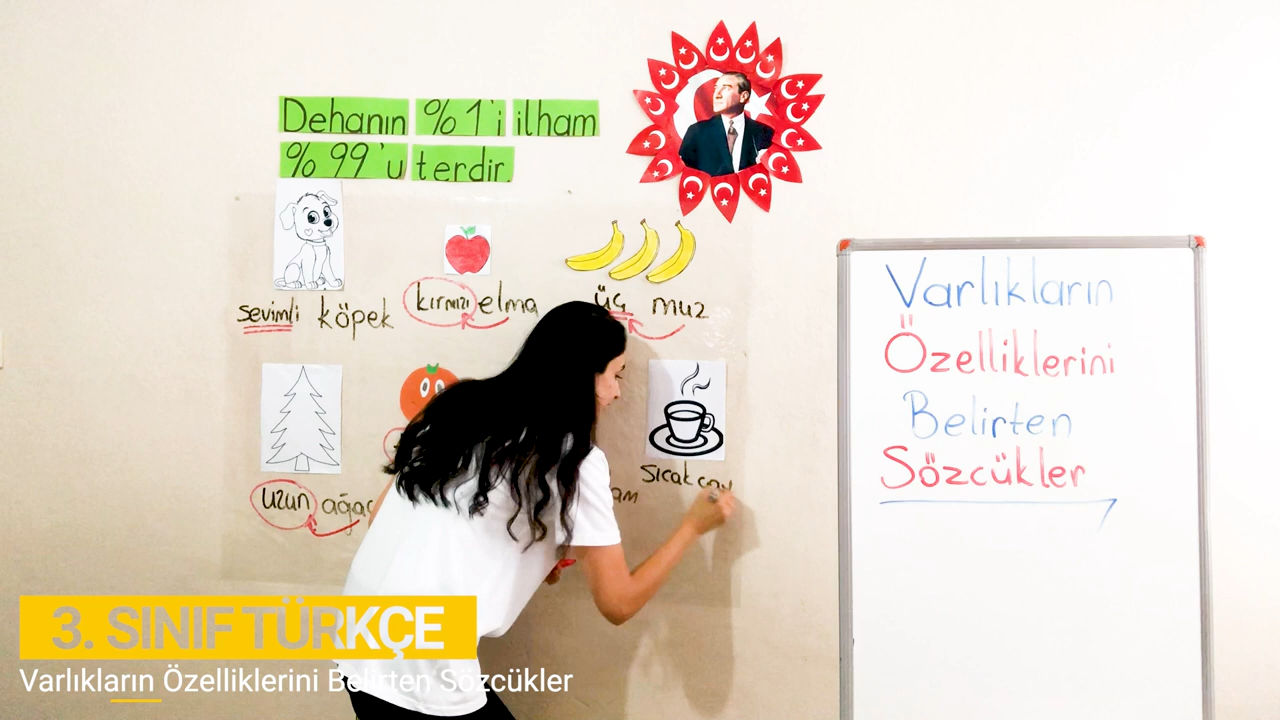 Dehanın %1'i ilham
%99'u terdir.
sevimli köpek
kırmızı elma
üç muz
uzun
sıcak çay
Varlıkların
Özelliklerini
Belirten
Sözcükler
3. SINIF TÜRKÇE
Varlıkların Özelliklerini Belirten Sözcükler